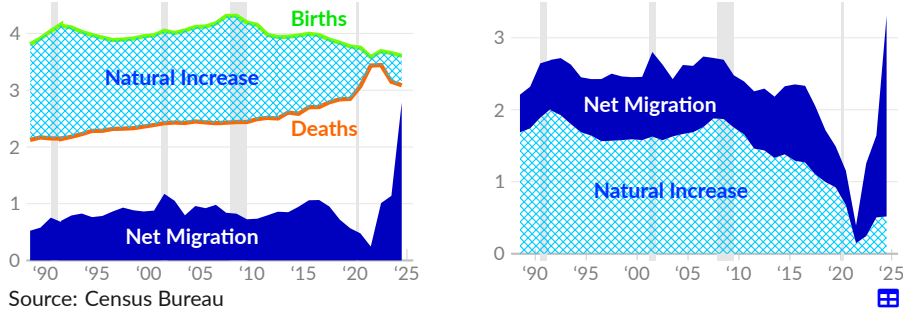 Births
4
3
Natural Increase
3
Deaths
2
Net Migration
2
1
Net Migration
1
Natural Increase
0
0
‘90 ‘95 ‘00 ‘05 ‘10 ‘15 ‘20 ‘25
‘90 ‘95 ‘00 ‘05 ‘10 ‘15 ‘20 ‘25
Source: Census Bureau